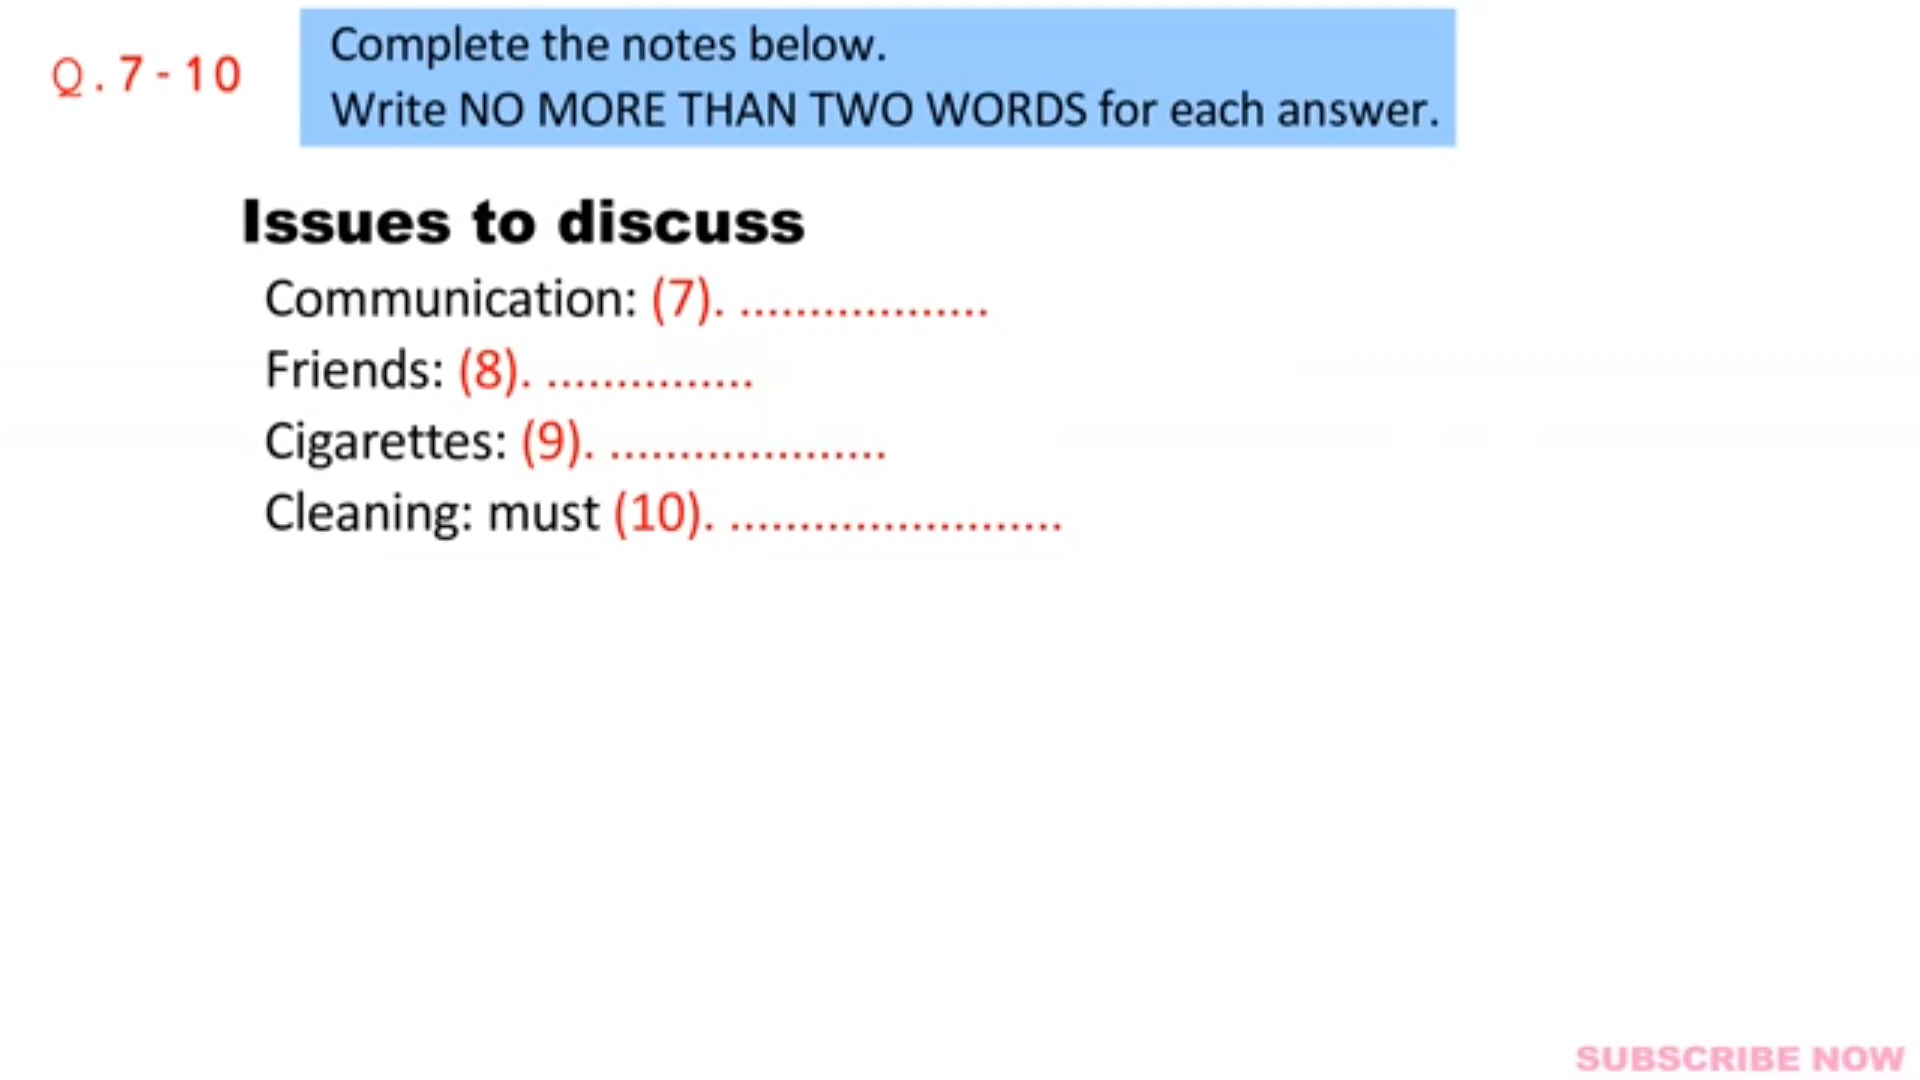 Q.7-10
Complete the notes below.
Write NO MORE THAN TWO WORDS for each answer.
Issues to discuss
Communication: (7). ..................
Friends: (8). ...............
Cigarettes: (9). ....................
Cleaning: must (10). ........................
SUBSCRIBE NOW